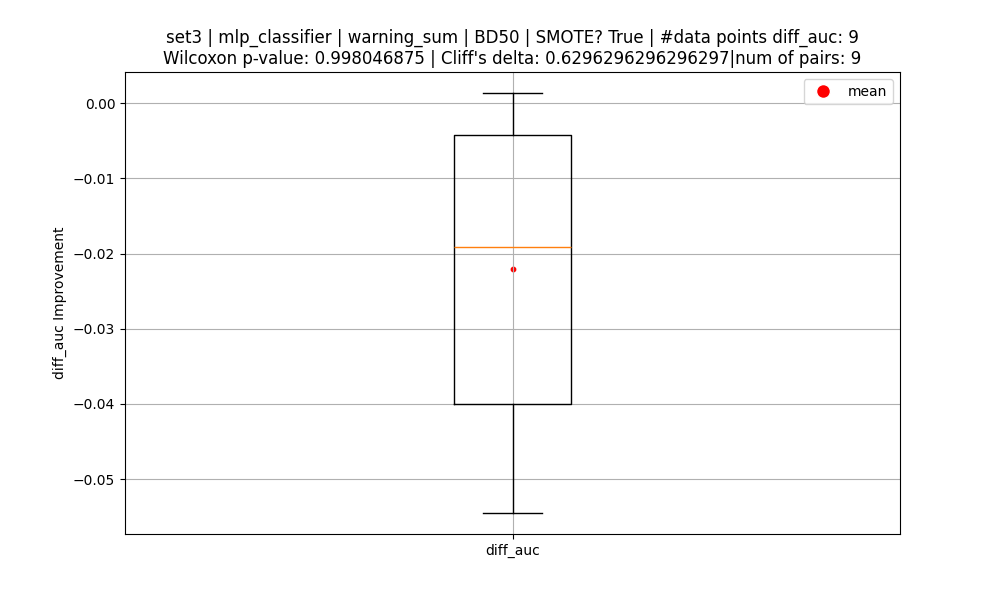 set3 | mlp_classifier | warning_sum | BD50 | SMOTE? True | #data points diff_auc: 9
Wilcoxon p-value: 0.998046875 | Cliff's delta: 0.6296296296296297|num of pairs: 9
mean
0.00
−0.01
−0.02
−0.03
−0.04
−0.05
diff_auc Improvement
diff_auc